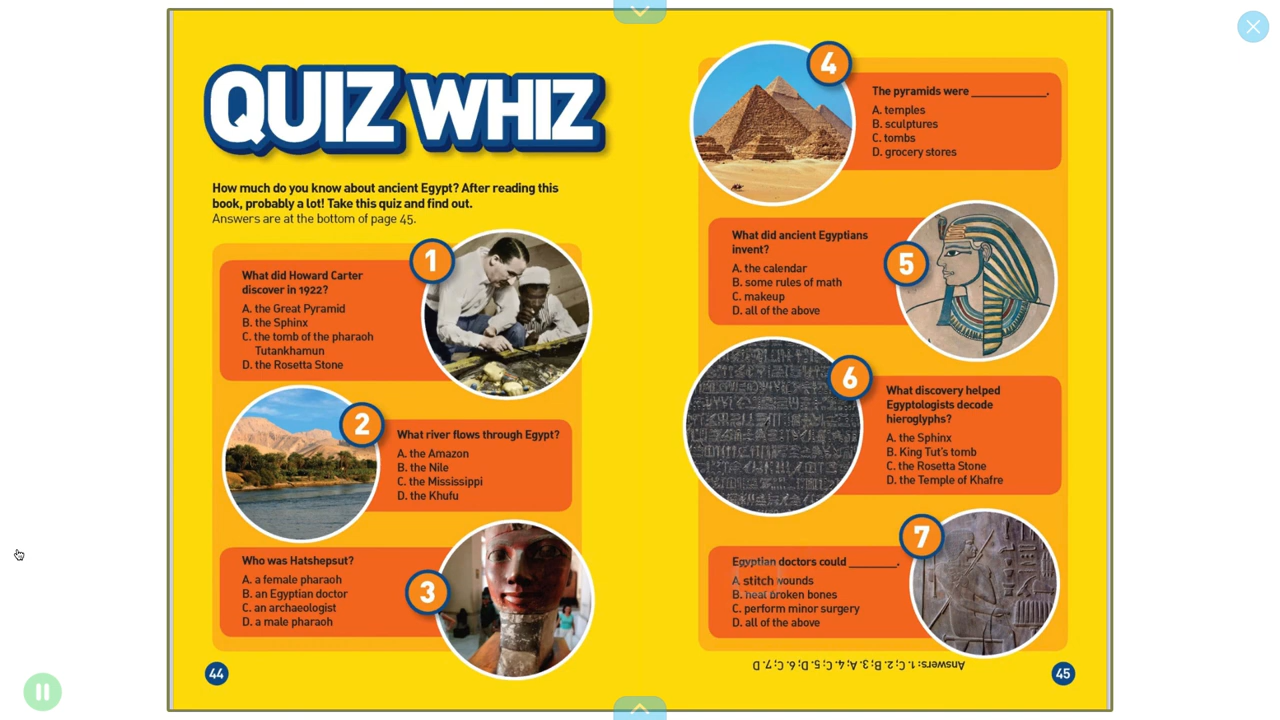 QUIZ WHIZ
How much do you know about ancient Egypt? After reading this
book, probably a lot! Take this quiz and find out.
Answers are at the bottom of page 45.
1
What did Howard Carter
discover in 1922?
A. the Great Pyramid
B. the Sphinx
C. the tomb of the pharaoh
Tutankhamun
D. the Rosetta Stone
2
What river flows through Egypt?
A. the Amazon
B. the Nile
C. the Mississippi
D. the Khufu
3
Who was Hatshepsut?
A. a female pharaoh
B. an Egyptian doctor
C. an archaeologist
D. a male pharaoh
44
4
The pyramids were ____________.
A. temples
B. sculptures
C. tombs
D. grocery stores
5
What did ancient Egyptians
invent?
A. the calendar
B. some rules of math
C. makeup
D. all of the above
6
What discovery helped
Egyptologists decode
hieroglyphs?
A. the Sphinx
B. King Tut's tomb
C. the Rosetta Stone
D. the Temple of Khafre
7
Egyptian doctors could ________.
A. stitch wounds
B. heal broken bones
C. perform minor surgery
D. all of the above
Answers: 1. C; 2. B; 3. A; 4. C; 5. D; 6. C; 7. D
45